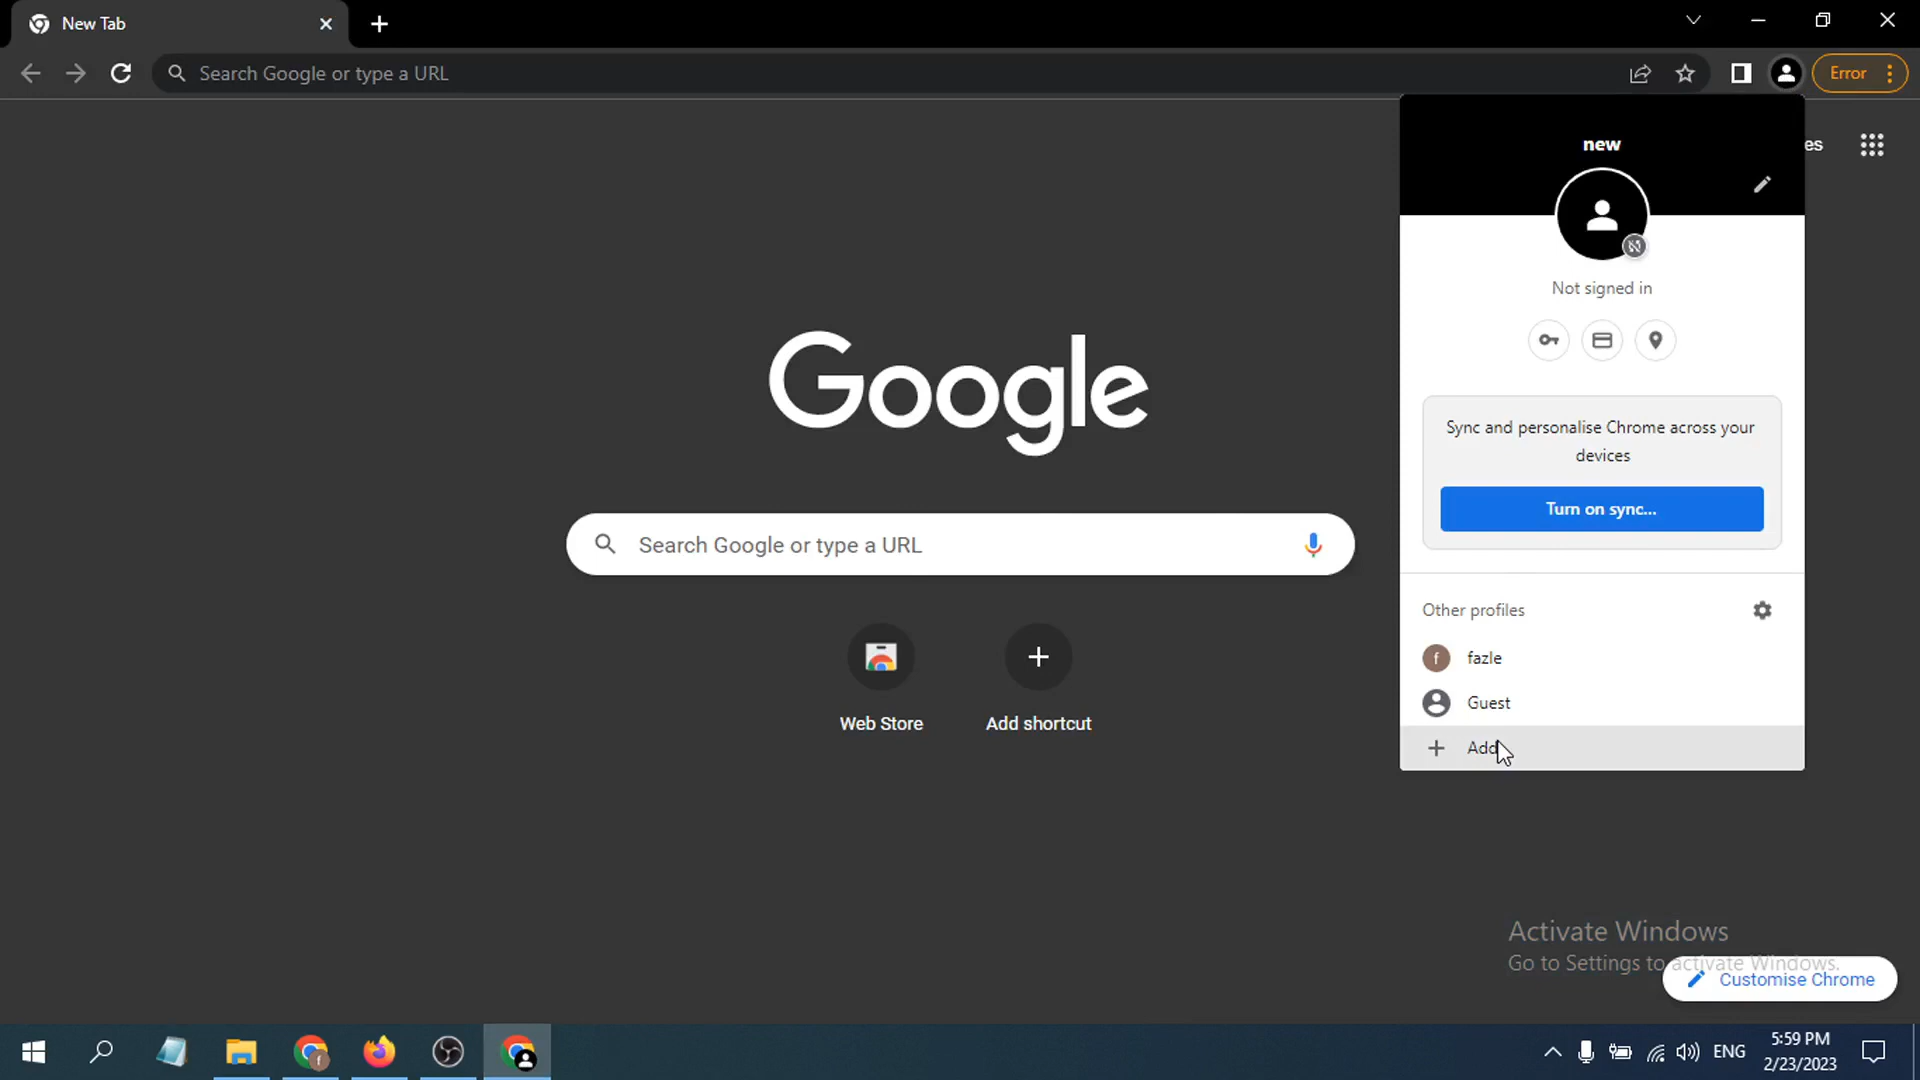 New Tab
Search Google or type a URL
Error
new
es
Not signed in
Sync and personalise Chrome across your
devices
Turn on sync...
Other profiles
f fazle
Guest
Add
Google
Search Google or type a URL
Web Store
Add shortcut
Activate Windows
Go to Settings to activate Windows.
Customise Chrome
f
ENG
5:59 PM
2/23/2023